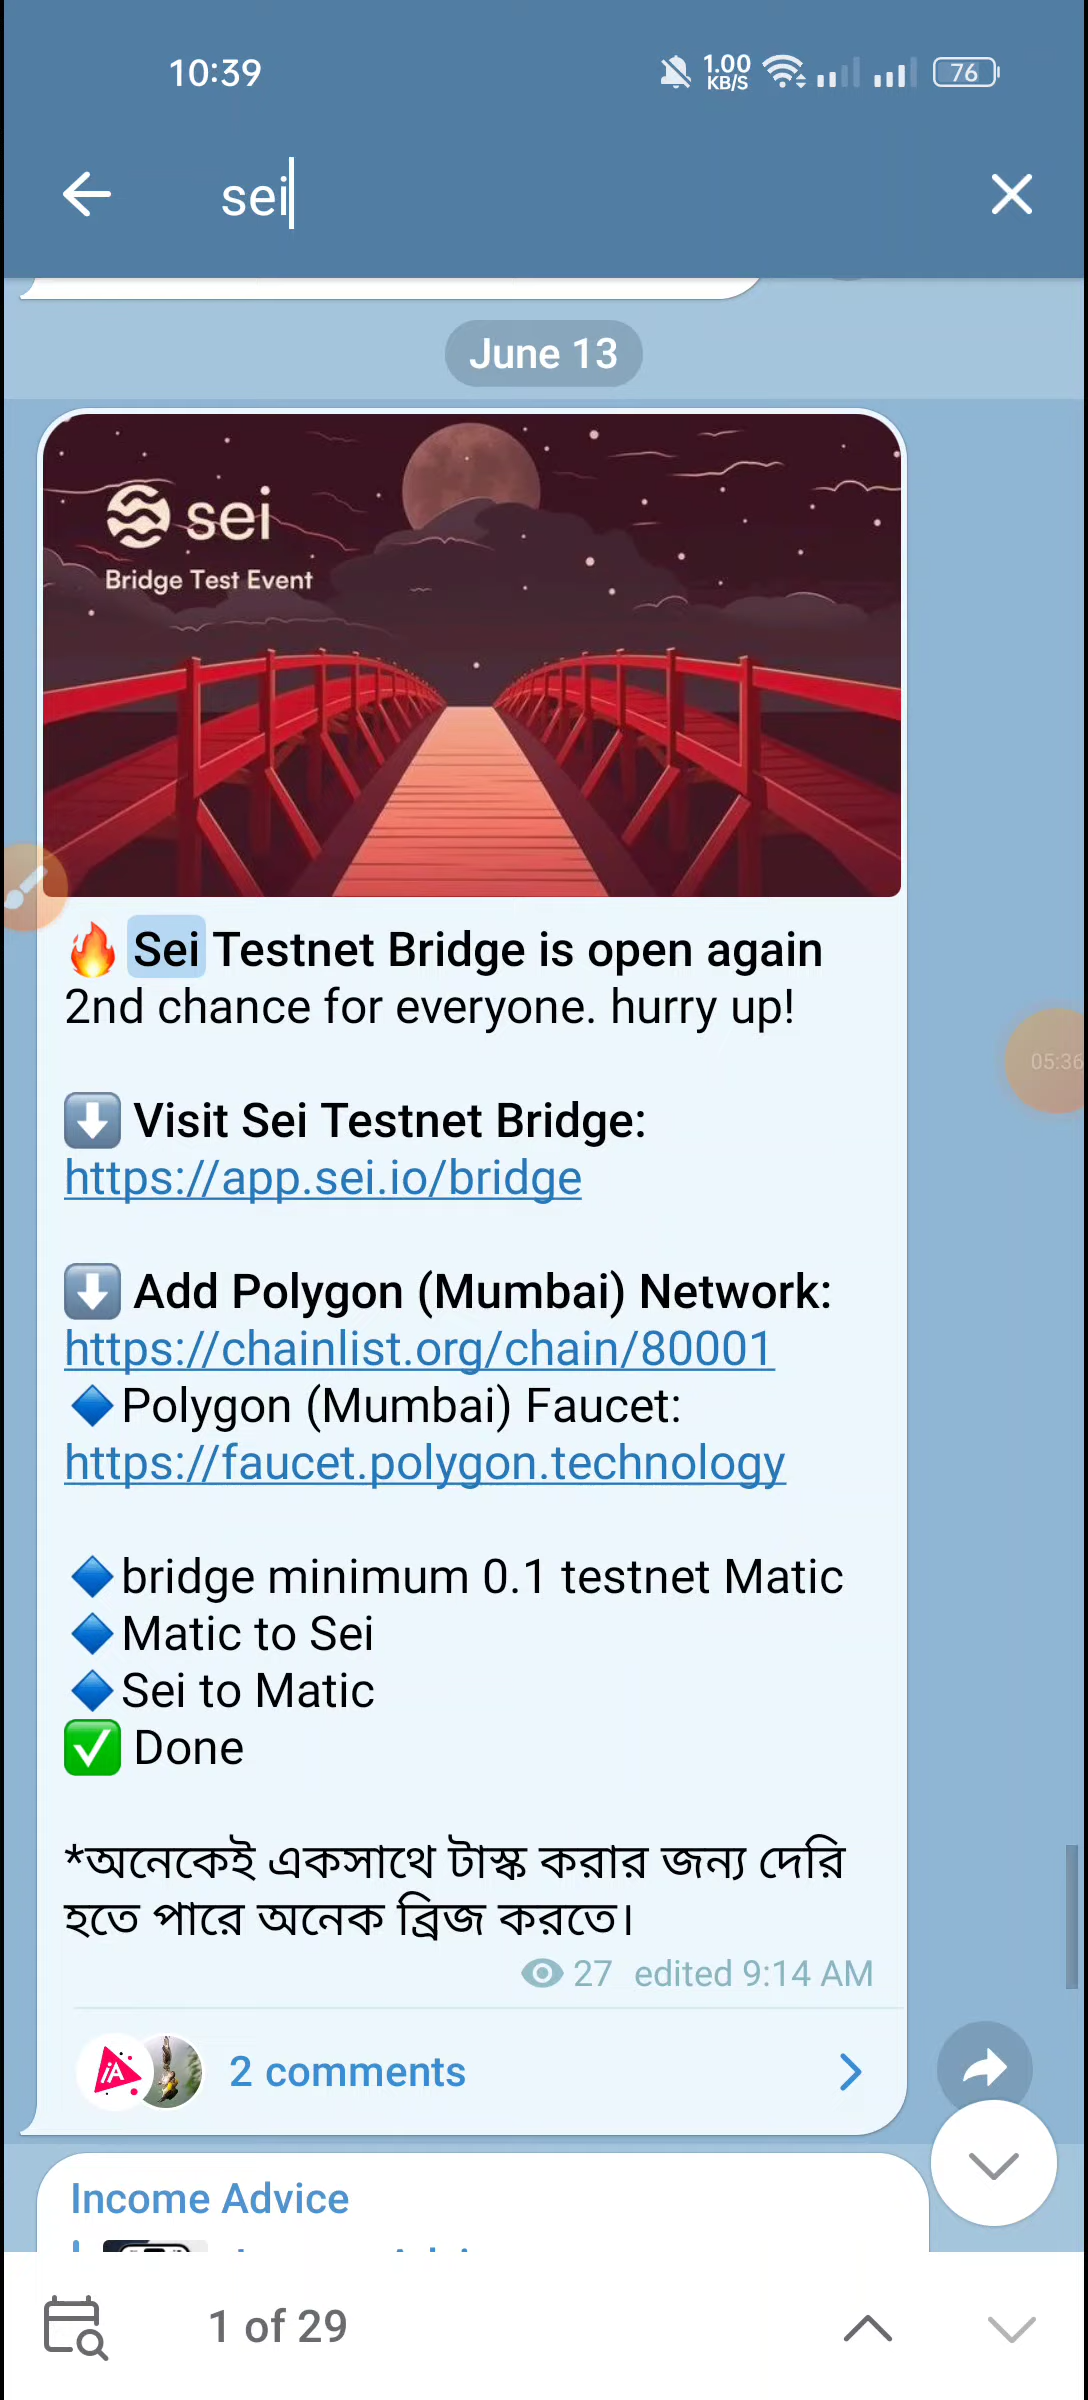 10:39
1.00
KB/S
76
sei
June 13
sei
Bridge Test Event
🔥 Sei Testnet Bridge is open again
2nd chance for everyone. hurry up!
05:36
⬇️ Visit Sei Testnet Bridge:
https://app.sei.io/bridge
⬇️ Add Polygon (Mumbai) Network:
https://chainlist.org/chain/80001
🔷Polygon (Mumbai) Faucet:
https://faucet.polygon.technology
🔷bridge minimum 0.1 testnet Matic
🔷Matic to Sei
🔷Sei to Matic
✅ Done
*অনেকেই একসাথে টাস্ক করার জন্য দেরি
হতে পারে অনেক ব্রিজ করতে।
27 edited 9:14 AM
iA
2 comments
Income Advice
1 of 29